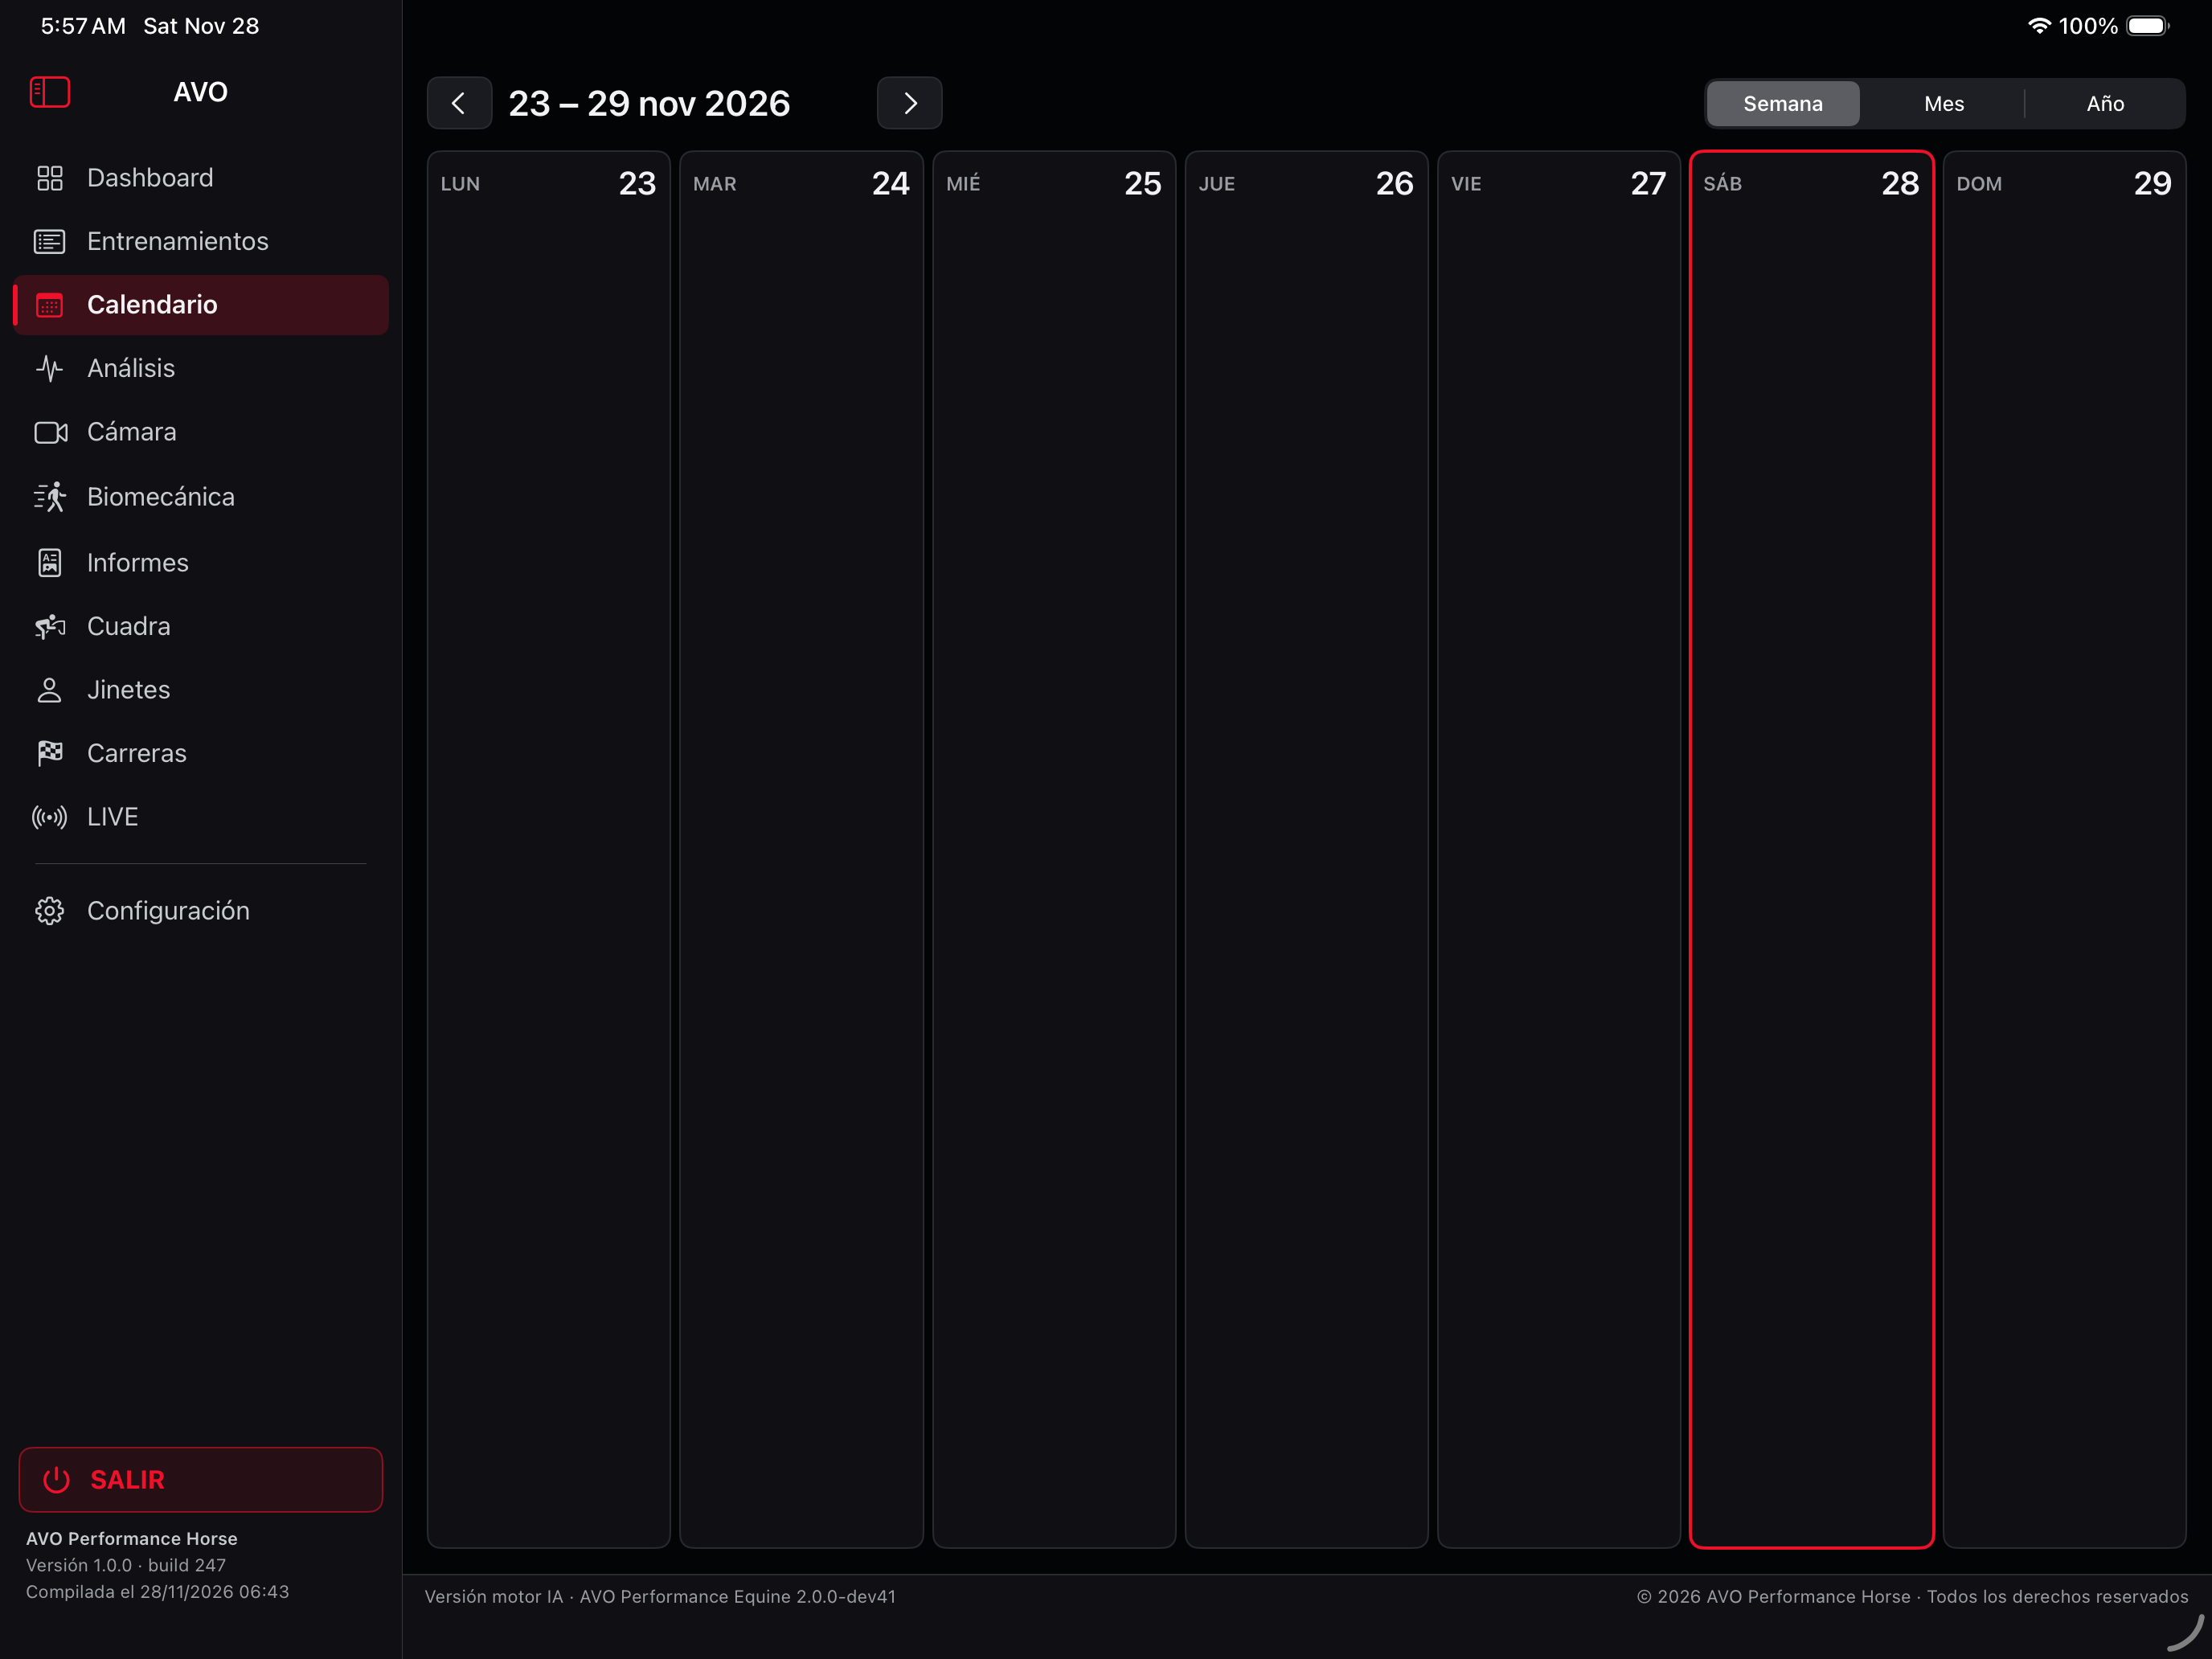 5:57 AM Sat Nov 28
100%
AVO
Dashboard
Entrenamientos
Calendario
Análisis
Cámara
Biomecánica
Informes
Cuadra
Jinetes
Carreras
LIVE
Configuración
SALIR
AVO Performance Horse
Versión 1.0.0 · build 247
Compilada el 28/11/2026 06:43
23 – 29 nov 2026
Semana Mes Año
LUN 23 MAR 24 MIÉ 25 JUE 26 VIE 27 SÁB 28 DOM 29
Versión motor IA · AVO Performance Equine 2.0.0-dev41
© 2026 AVO Performance Horse · Todos los derechos reservados